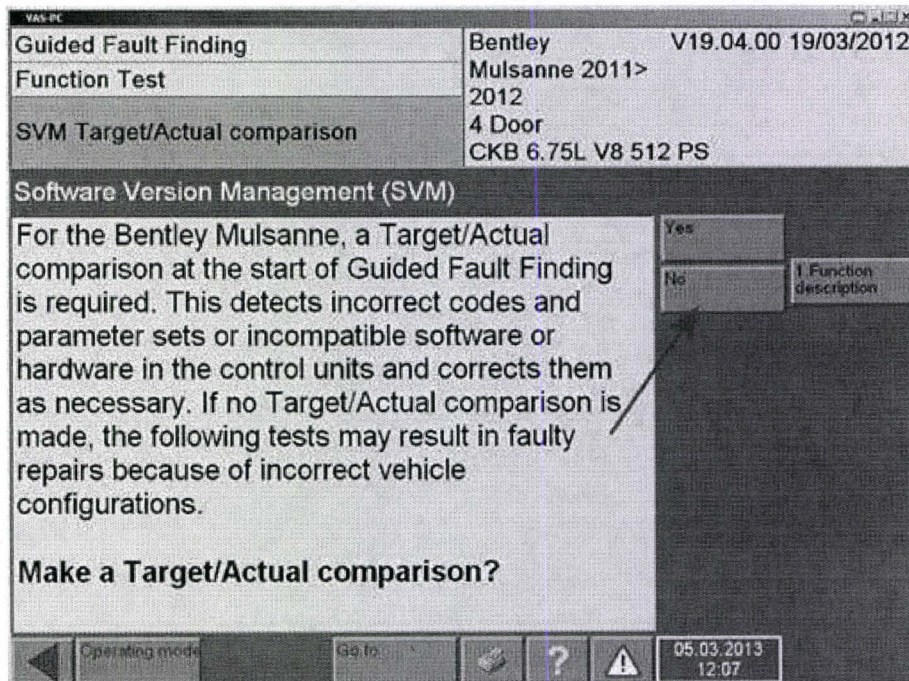 VAS-PC
Guided Fault Finding
Function Test
SVM Target/Actual comparison
Bentley V19.04.00 19/03/2012
Mulsanne 2011>
2012
4 Door
CKB 6.75L V8 512 PS
Software Version Management (SVM)
For the Bentley Mulsanne, a Target/Actual
comparison at the start of Guided Fault Finding
is required. This detects incorrect codes and
parameter sets or incompatible software or
hardware in the control units and corrects them
as necessary. If no Target/Actual comparison is
made, the following tests may result in faulty
repairs because of incorrect vehicle
configurations.
Make a Target/Actual comparison?
Yes
No
1.Function
description
Operating mode
Go to
?
05.03.2013
12:07